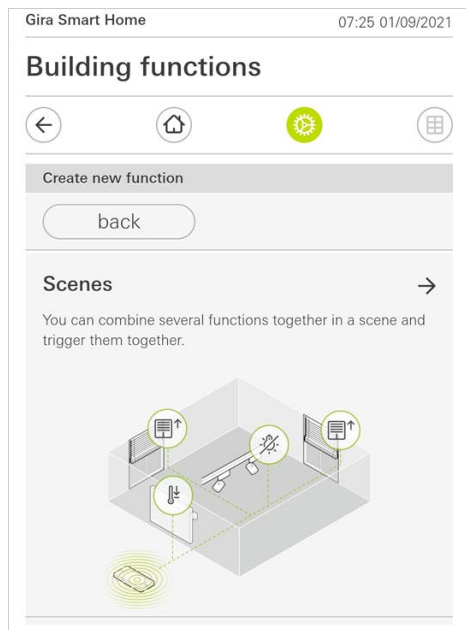 Gira Smart Home
07:25 01/09/2021
Building functions
Create new function
back
Scenes
You can combine several functions together in a scene and
trigger them together.